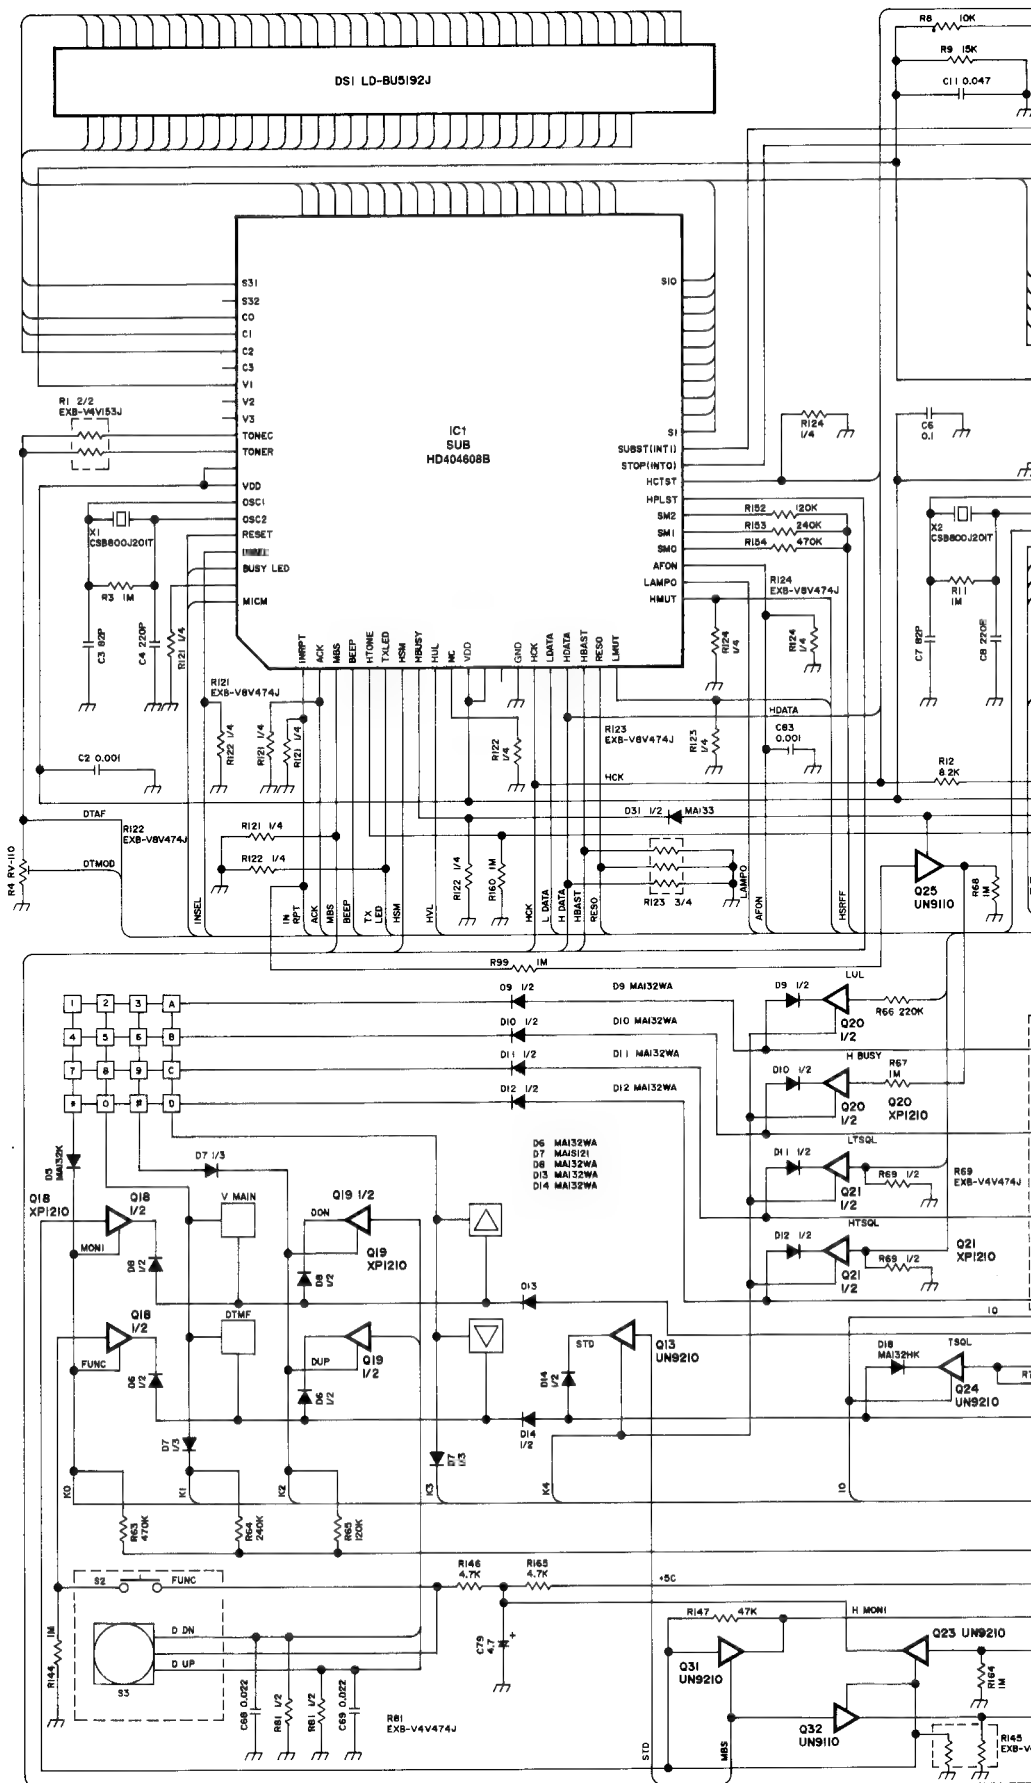 R8 10K
R9 15K
C11 0.047
DS1 LD-BU5192J
S31
S32
C0
C1
C2
C3
V1
V2
V3
TONEC
TONER
VDD
OSC1
OSC2
RESET
BUSY LED
MICM
IC1
SUB
HD404608B
S10
S1
SUBST(INT1)
STOP(INT0)
HCTST
HPLST
SM2
SM1
SM0
AFON
LAMPO
HMUT
INRPT
ACK
MBS
BEEP
HTONE
TXLED
HSM
HBUSY
HUL
NC
VDD
GND
HCK
LDATA
HDATA
HBAST
RESO
LMUT
R1 2/2
EXB-V4V153J
X1
CSB800J201T
R3 1M
C3 82P
C4 220P
R121 1/4
R121
EXB-V8V474J
R122 1/4
R121 1/4
R121 1/4
R122
1/4
R124
1/4
C6
0.1
R152 120K
R153 240K
R154 470K
R124
EXB-V8V474J
R124
1/4
R124
1/4
X2
CSB800J201T
R11
1M
C7 82P
C8 220P
R123
EXB-V8V474J
R123
1/4
HDATA
C83
0.001
HCK
R12
8.2K
C2 0.001
D31 1/2 MA133
DTAF
R122
EXB-V8V474J
R121 1/4
R122 1/4
R4 RV-110
DTMOD
R122 1/4
R160 1M
R123 3/4
Q25
UN9110
R68
1M
INSEL
IN
RPT
ACK
MBS
BEEP
TX
LED
HSM
HVL
HCK
L DATA
H DATA
HBAST
RESO
LAMPO
AFON
HSRFF
R99 1M
1 2 3 A
4 5 6 B
7 8 9 C
* 0 # D
D9 1/2 D9 MA132WA
D10 1/2 D10 MA132WA
D11 1/2 D11 MA132WA
D12 1/2 D12 MA132WA
LUL
D9 1/2
Q20
1/2
R66 220K
H BUSY
D10 1/2
R67
1M
Q20
1/2
Q20
XP1210
LTSQL
D11 1/2
Q21
1/2
R69 1/2
R69
EXB-V4V474J
HTSQL
D12 1/2
Q21
1/2
R69 1/2
Q21
XP1210
D6 MA132WA
D7 MA1S121
D8 MA132WA
D13 MA132WA
D14 MA132WA
D5
MA132K
D7 1/3
Q18
XP1210
Q18
1/2
MONI
D8
1/2
V MAIN
DON
Q19 1/2
Q19
XP1210
D8 1/2
D13
Q18
1/2
FUNC
D6
1/2
DTMF
DUP
Q19
1/2
D6 1/2
STD
D14
1/2
Q13
UN9210
D14
1/2
IO
D18
MA132HK
TSQL
Q24
UN9210
R7
D7
1/3
D7
1/3
K0
K1
K2
K3
K4
IO
R63
470K
R64
240K
R65
120K
S2 FUNC
R146
4.7K
R165
4.7K
+5C
R144 1M
D DN
D UP
S3
C68 0.022
R81 1/2
R81 1/2
C69 0.022
R81
EXB-V4V474J
C79
4.7
+
R147 47K
H MONI
Q31
UN9210
Q23 UN9210
R164
1M
Q32
UN9110
R145
EXB-V4
STD
MBS